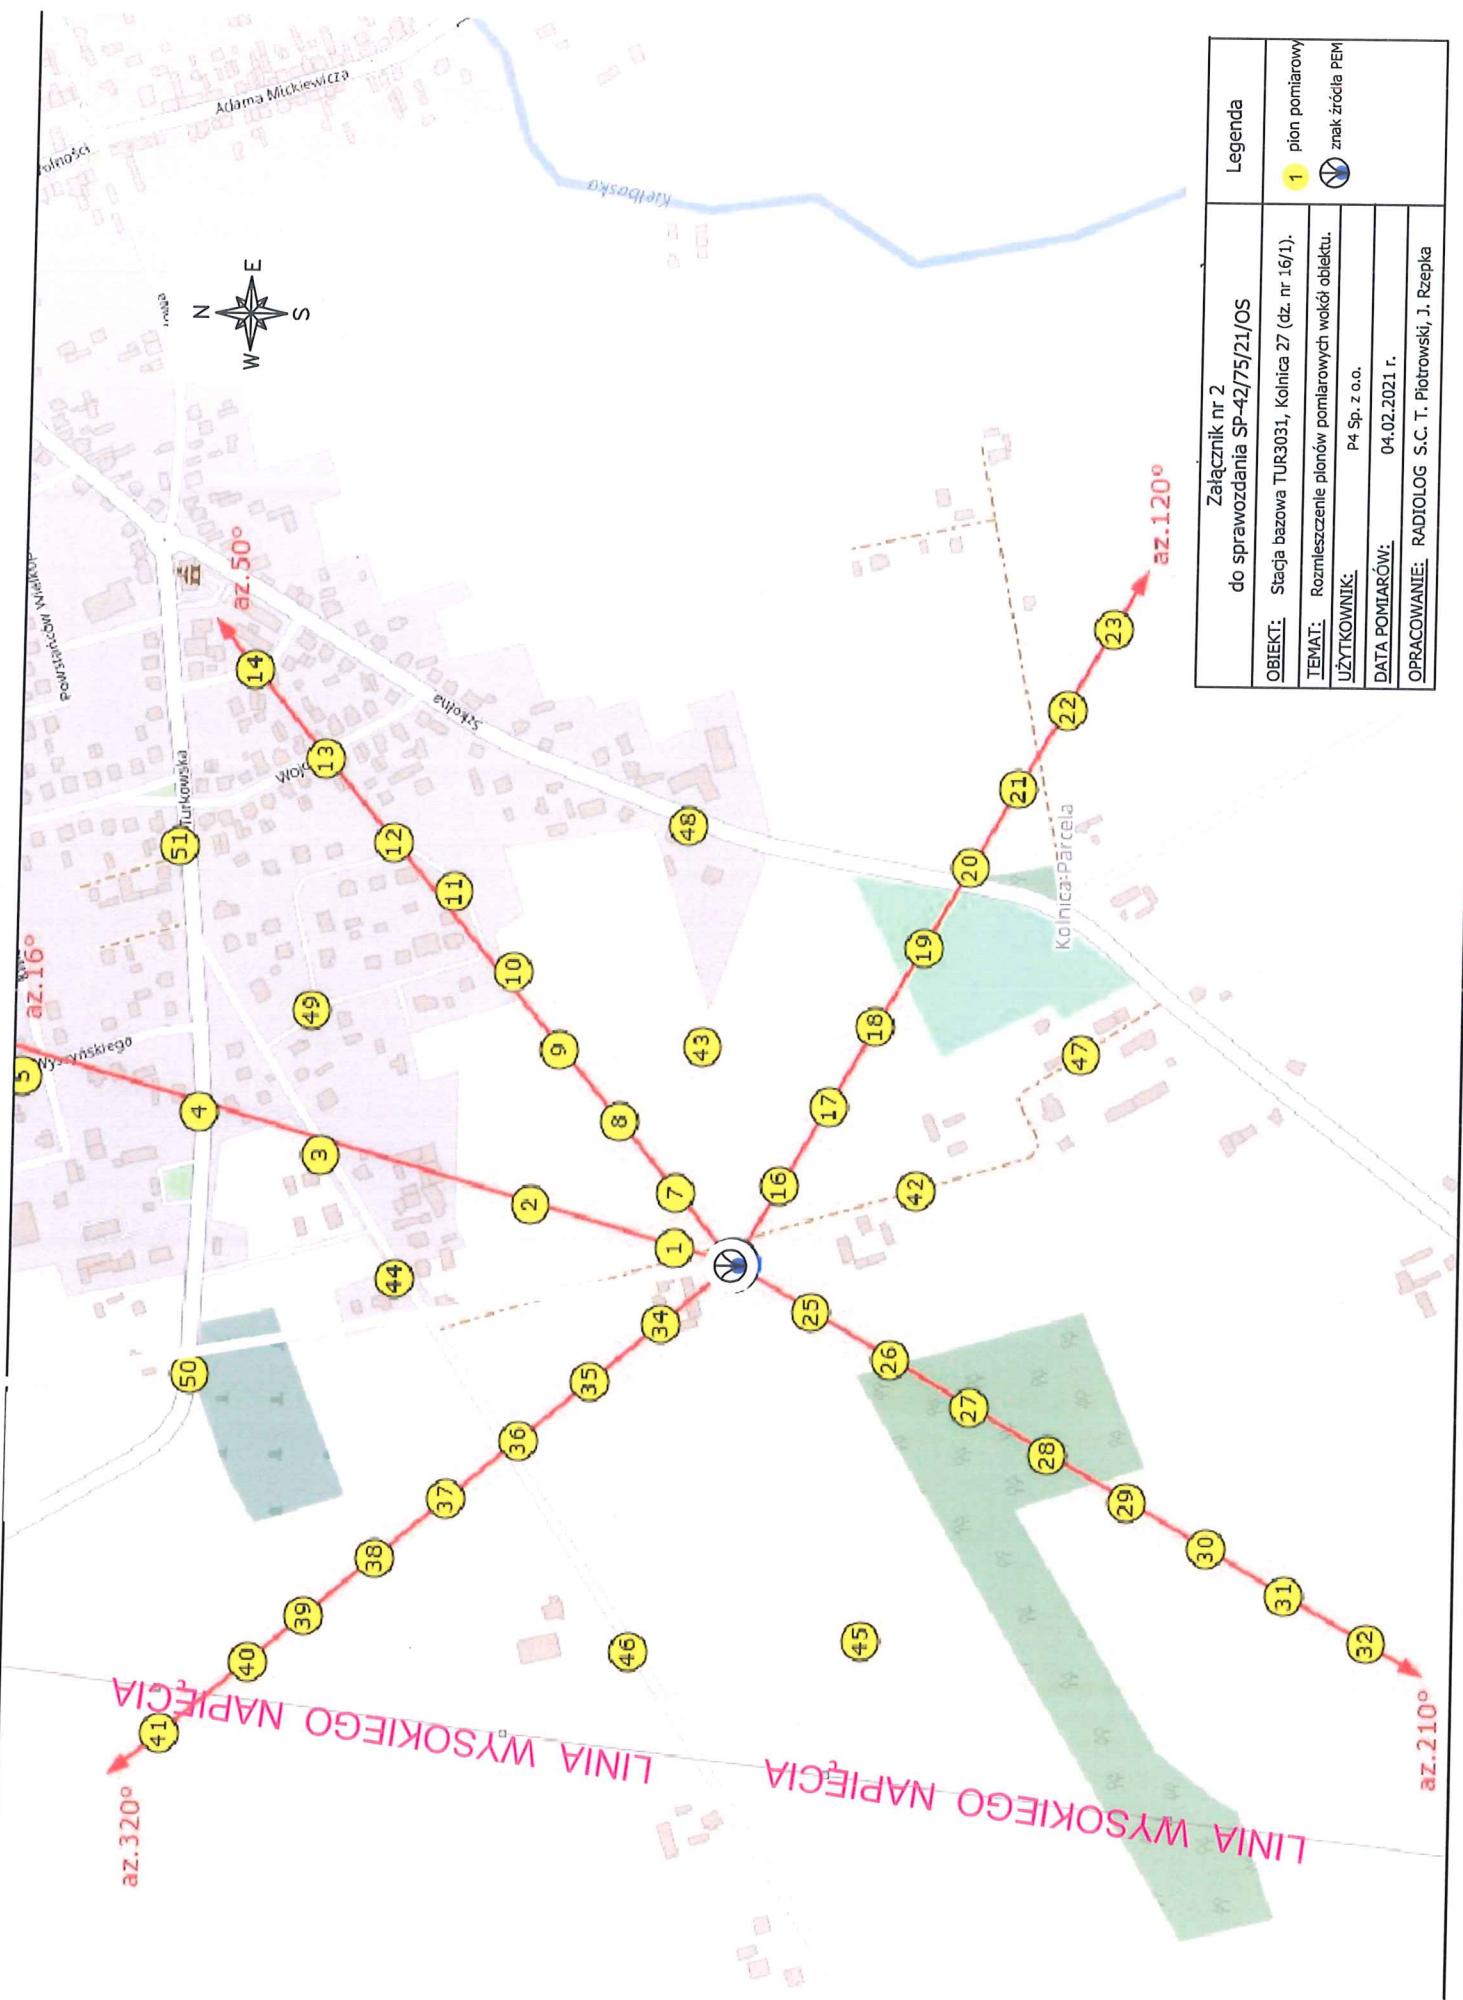 Adama Mickiewicza
Kiełbaska
N
W
E
S
Powstańców Wielkop
Turkowska
Szkolna
Wojs
Wyszyńskiego
Kolnica-Parcela
az.16°
az.50°
az.120°
az.210°
az.320°
1
2
3
4
5
7
8
9
10
11
12
13
14
16
17
18
19
20
21
22
23
25
26
27
28
29
30
31
32
34
35
36
37
38
39
40
41
42
43
44
45
46
47
48
49
50
51
LINIA WYSOKIEGO NAPIĘCIA
LINIA WYSOKIEGO NAPIĘCIA
Załącznik nr 2
do sprawozdania SP-42/75/21/OS
OBIEKT: Stacja bazowa TUR3031, Kolnica 27 (dz. nr 16/1).
TEMAT: Rozmieszczenie pionów pomiarowych wokół obiektu.
UŻYTKOWNIK: P4 Sp. z o.o.
DATA POMIARÓW: 04.02.2021 r.
OPRACOWANIE: RADIOLOG S.C. T. Piotrowski, J. Rzepka
Legenda
1 pion pomiarowy
znak źródła PEM